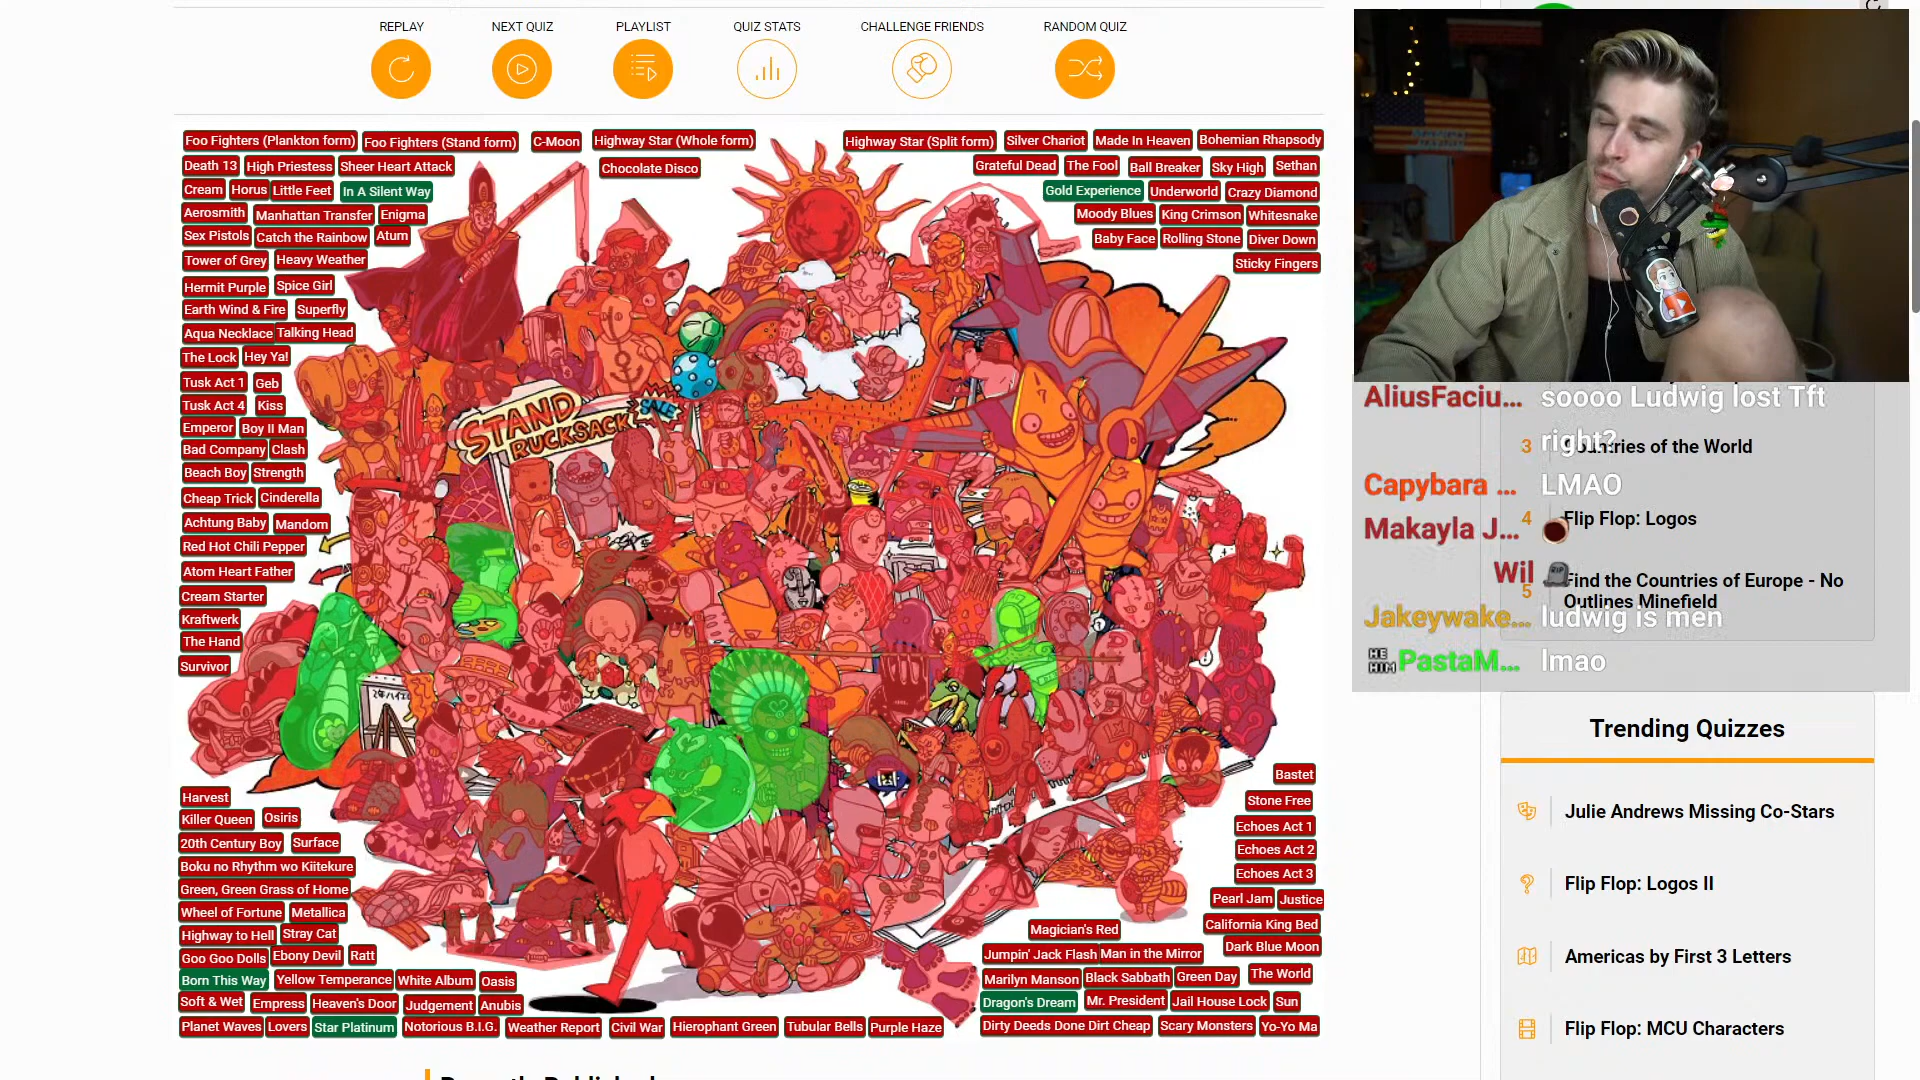 REPLAY
NEXT QUIZ
PLAYLIST
QUIZ STATS
CHALLENGE FRIENDS
RANDOM QUIZ
Foo Fighters (Plankton form) Foo Fighters (Stand form) C-Moon Highway Star (Whole form)
Death 13 High Priestess Sheer Heart Attack Chocolate Disco
Cream Horus Little Feet In A Silent Way
Aerosmith Manhattan Transfer Enigma
Sex Pistols Catch the Rainbow Atum
Tower of Grey Heavy Weather
Hermit Purple Spice Girl
Earth Wind & Fire Superfly
Aqua Necklace Talking Head
The Lock Hey Ya!
Tusk Act 1 Geb
Tusk Act 4 Kiss
Emperor Boy II Man
Bad Company Clash
Beach Boy Strength
Cheap Trick Cinderella
Achtung Baby Mandom
Red Hot Chili Pepper
Atom Heart Father
Cream Starter
Kraftwerk
The Hand
Survivor
Highway Star (Split form) Silver Chariot Made In Heaven Bohemian Rhapsody
Grateful Dead The Fool Ball Breaker Sky High Sethan
Gold Experience Underworld Crazy Diamond
Moody Blues King Crimson Whitesnake
Baby Face Rolling Stone Diver Down
Sticky Fingers
STAND
RUCKSACK
SALE
Harvest
Killer Queen Osiris
20th Century Boy Surface
Boku no Rhythm wo Kiitekure
Green, Green Grass of Home
Wheel of Fortune Metallica
Highway to Hell Stray Cat
Goo Goo Dolls Ebony Devil Ratt
Born This Way Yellow Temperance White Album Oasis
Soft & Wet Empress Heaven's Door Judgement Anubis
Planet Waves Lovers Star Platinum Notorious B.I.G. Weather Report Civil War Hierophant Green Tubular Bells Purple Haze
Bastet
Stone Free
Echoes Act 1
Echoes Act 2
Echoes Act 3
Pearl Jam Justice
Magician's Red California King Bed
Jumpin' Jack Flash Man in the Mirror Dark Blue Moon
Marilyn Manson Black Sabbath Green Day The World
Dragon's Dream Mr. President Jail House Lock Sun
Dirty Deeds Done Dirt Cheap Scary Monsters Yo-Yo Ma
AliusFaciu... soooo Ludwig lost Tft
right?
3 Countries of the World
Capybara ... LMAO
4 Flip Flop: Logos
Makayla J...
Wil
RIP
5 Find the Countries of Europe - No
Outlines Minefield
Jakeywake... ludwig is men
HE
HIM
PastaM... lmao
Trending Quizzes
Julie Andrews Missing Co-Stars
Flip Flop: Logos II
Americas by First 3 Letters
Flip Flop: MCU Characters